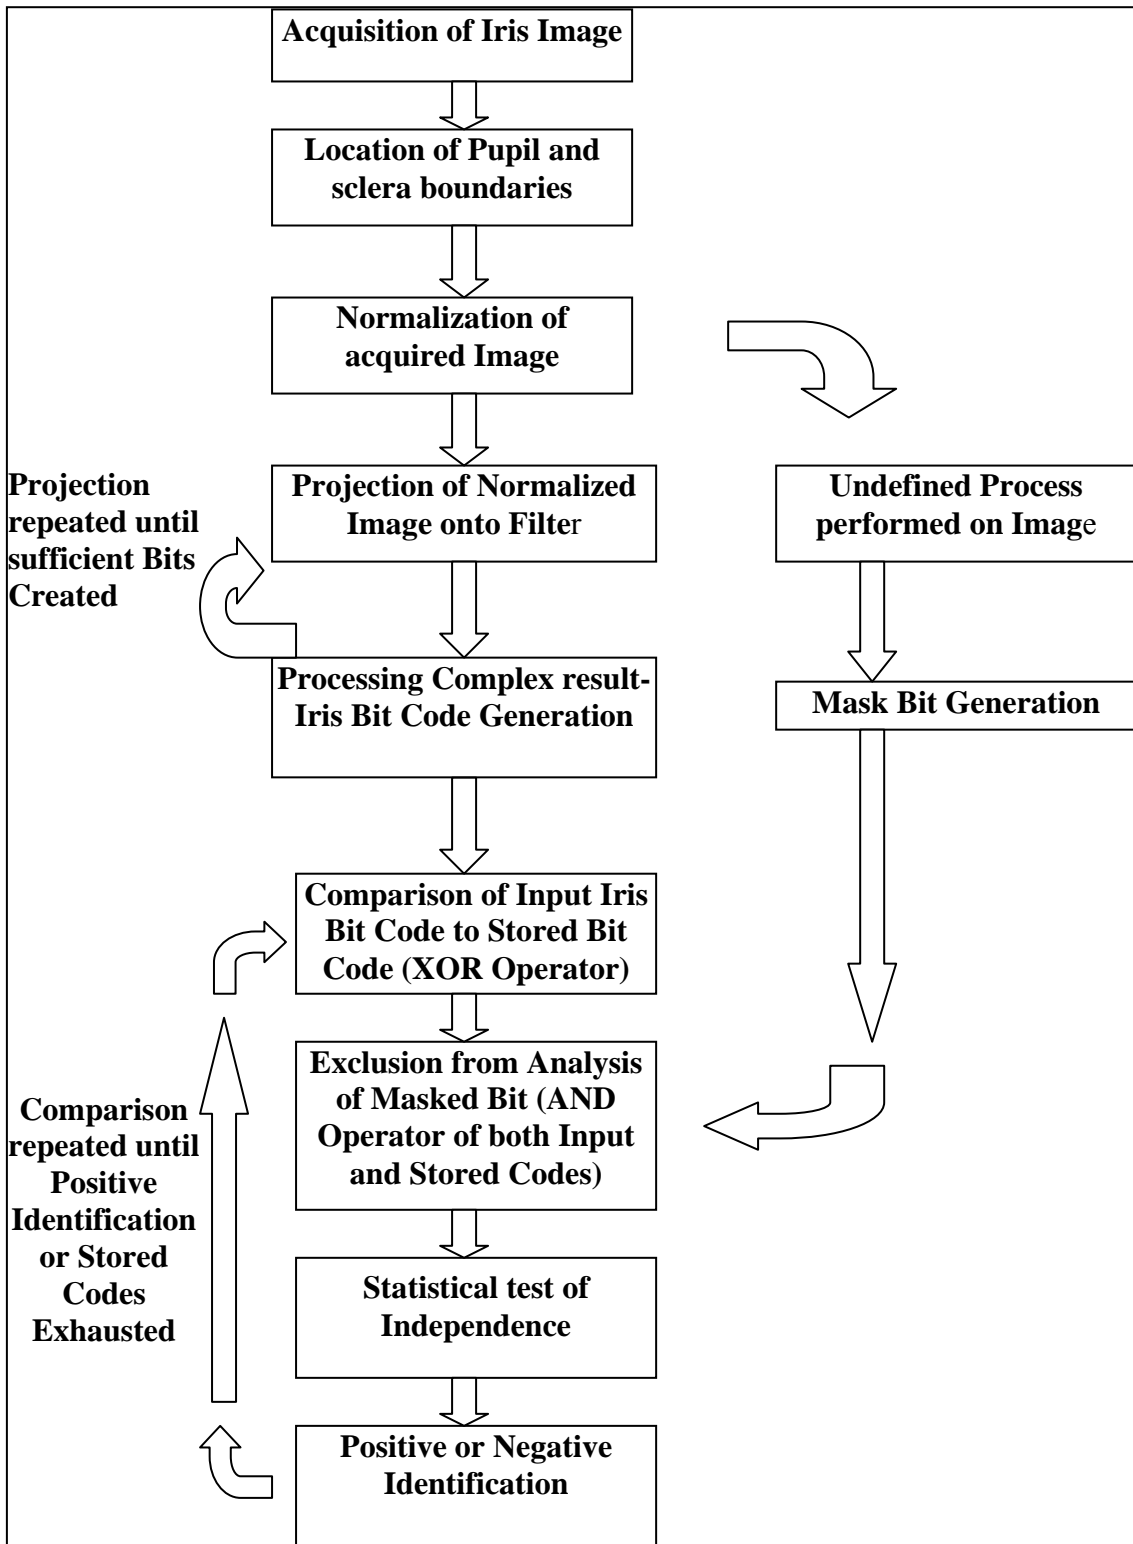 Acquisition of Iris Image
Location of Pupil and
sclera boundaries
Normalization of
acquired Image
Projection
repeated until
sufficient Bits
Created
Projection of Normalized
Image onto Filter
Undefined Process
performed on Image
Processing Complex result-
Iris Bit Code Generation
Mask Bit Generation
Comparison of Input Iris
Bit Code to Stored Bit
Code (XOR Operator)
Exclusion from Analysis
of Masked Bit (AND
Operator of both Input
and Stored Codes)
Comparison
repeated until
Positive
Identification
or Stored
Codes
Exhausted
Statistical test of
Independence
Positive or Negative
Identification